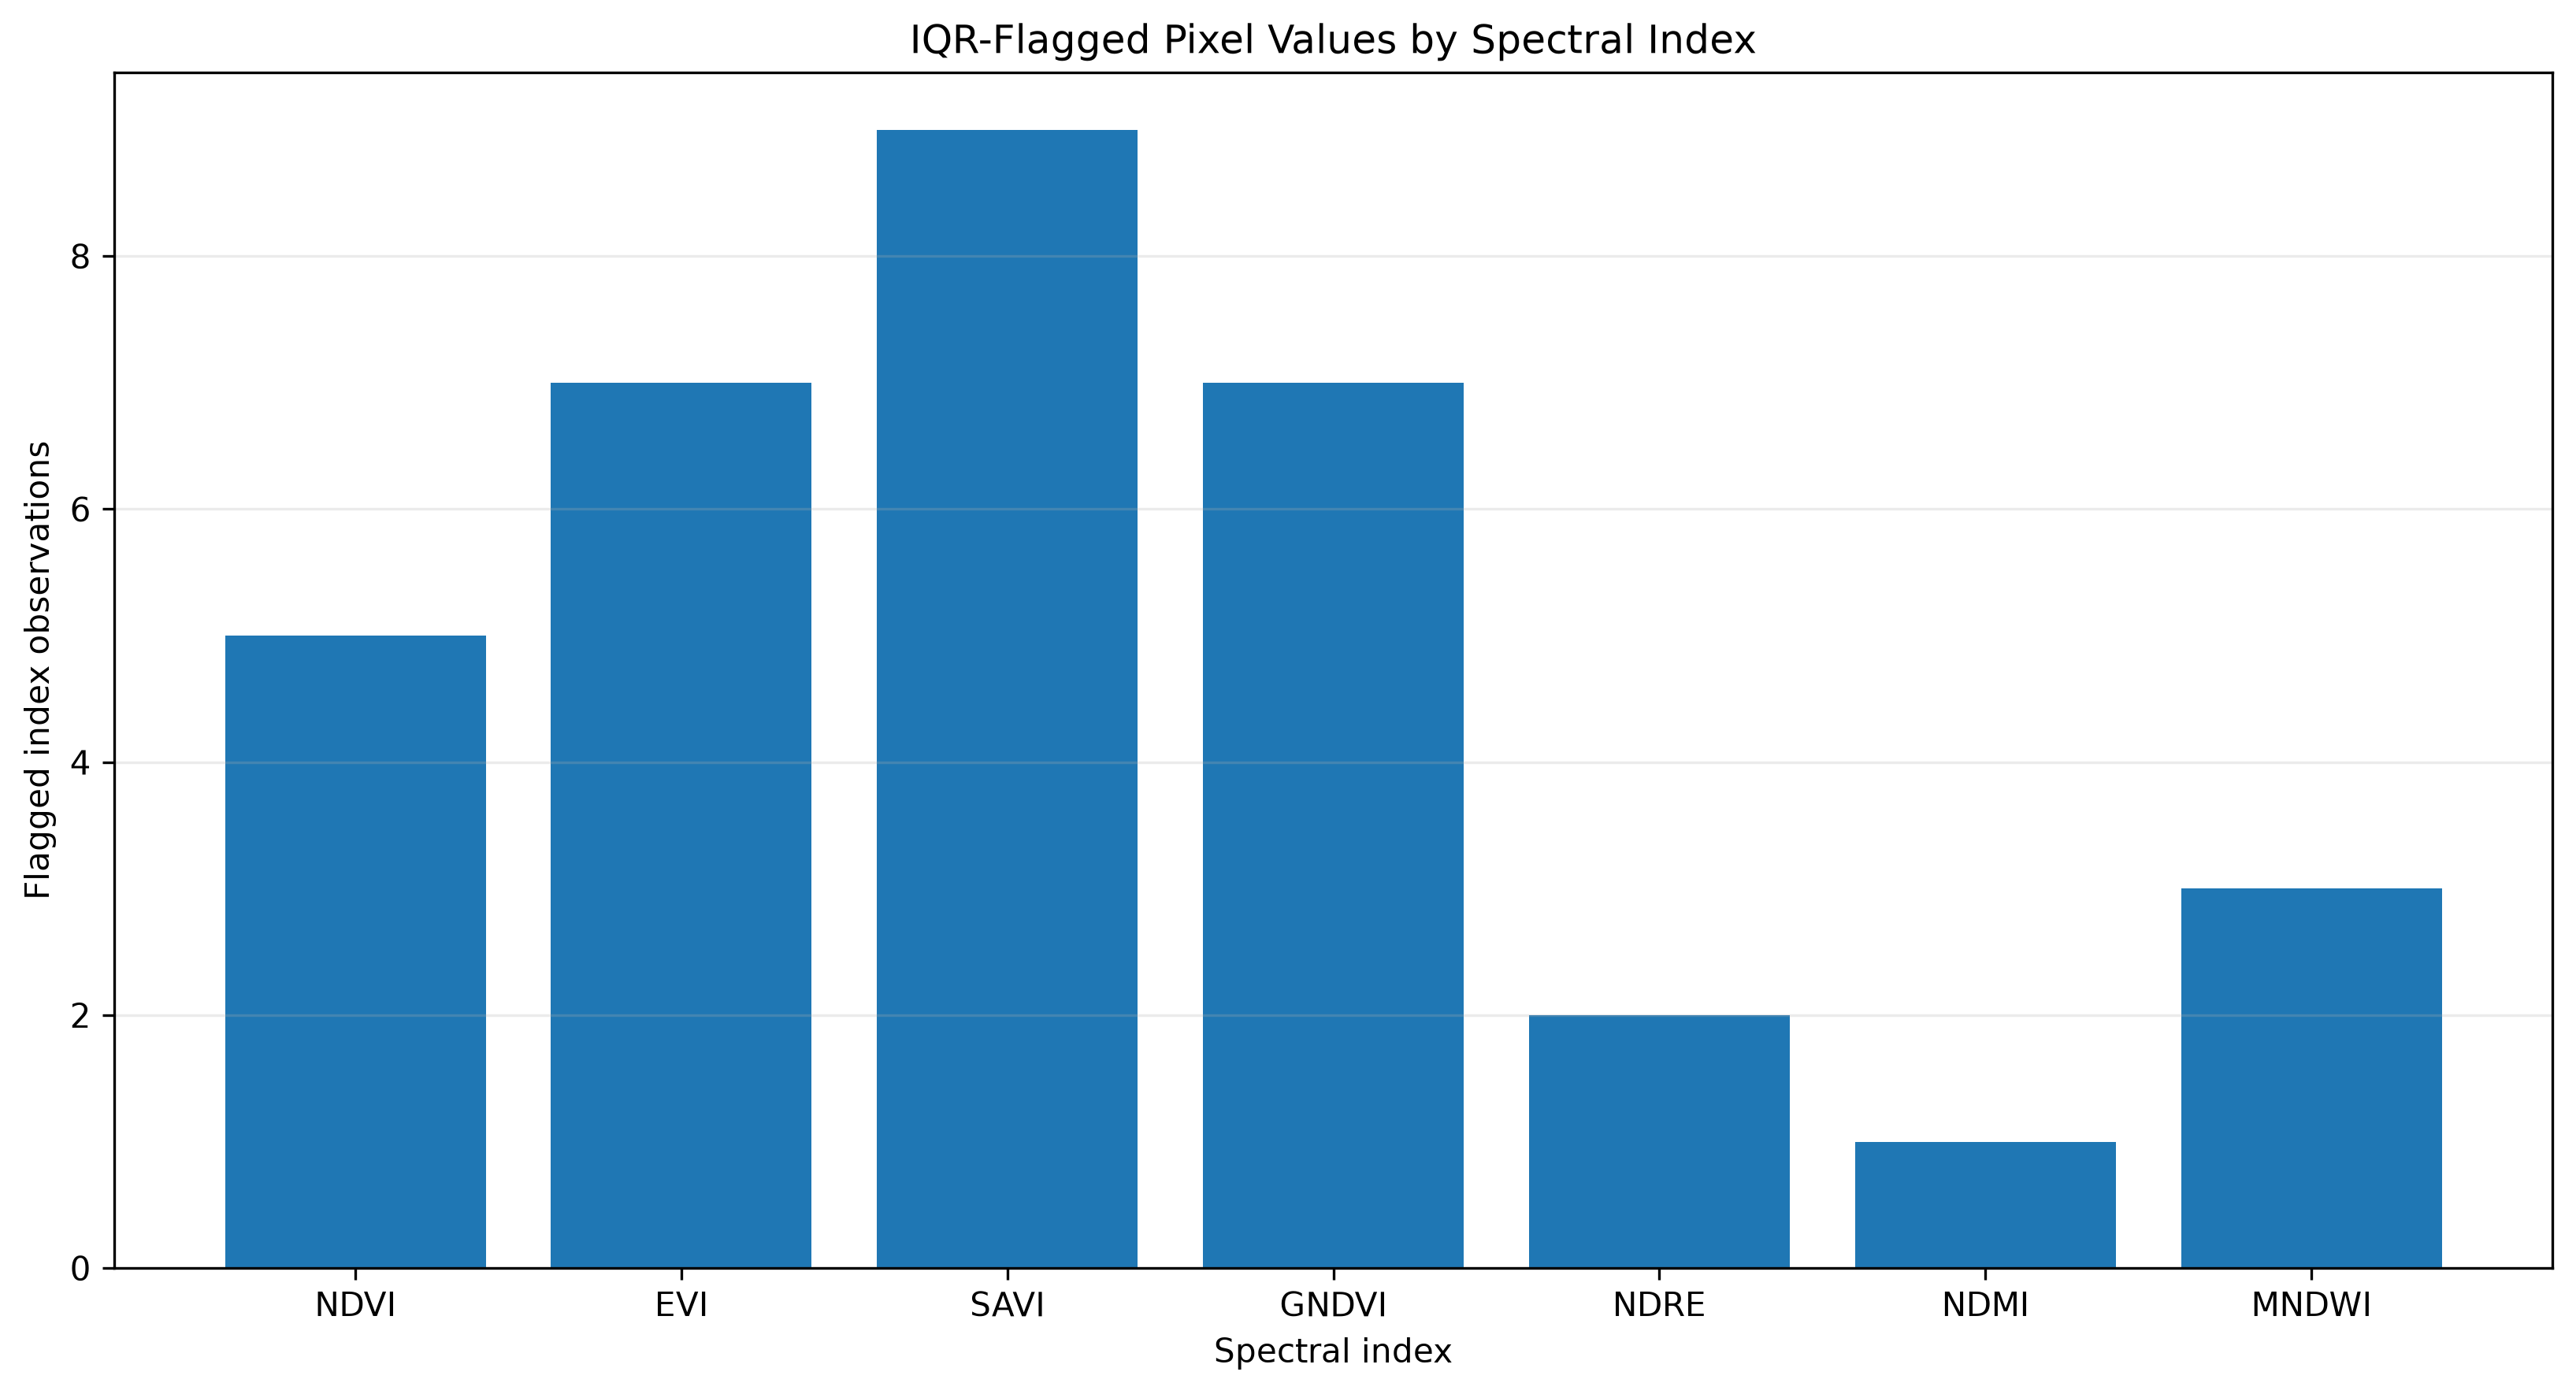 IQR-Flagged Pixel Values by Spectral Index
Flagged index observations
8
6
4
2
0
NDVI EVI SAVI GNDVI NDRE NDMI MNDWI
Spectral index